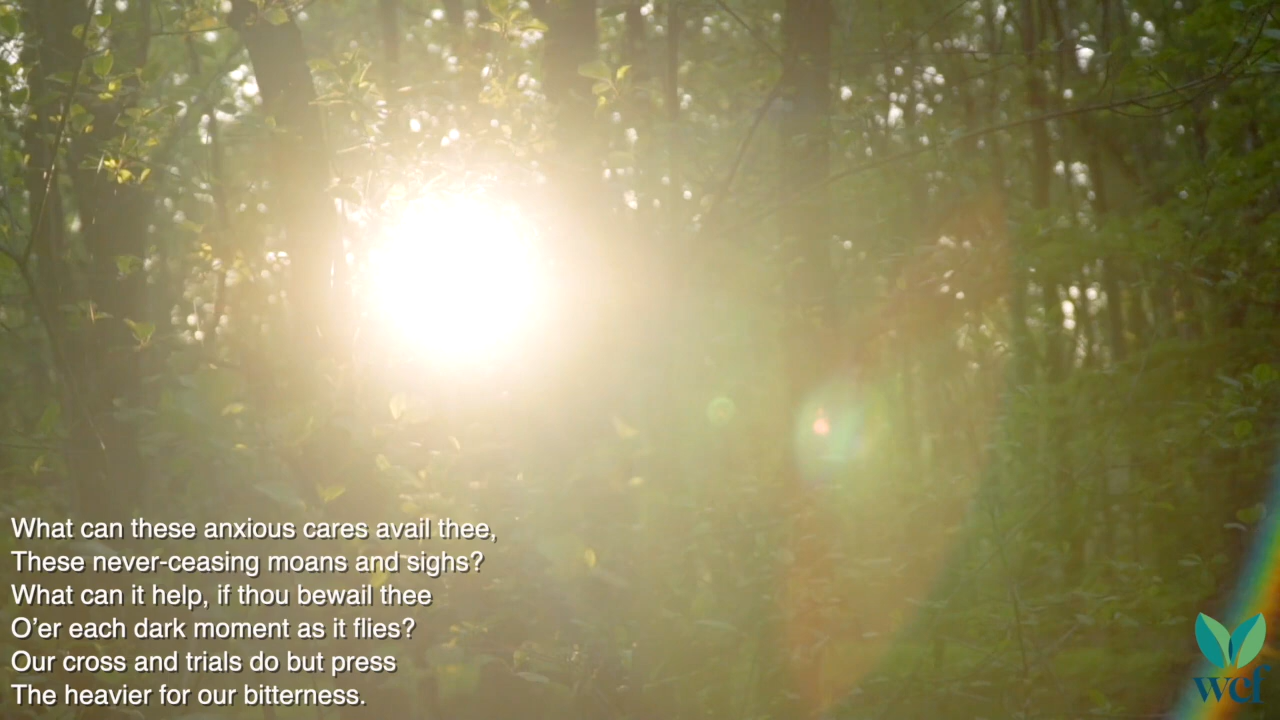 What can these anxious cares avail thee,
These never-ceasing moans and sighs?
What can it help, if thou bewail thee
O’er each dark moment as it flies?
Our cross and trials do but press
The heavier for our bitterness.
wcf